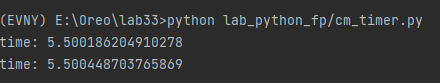 (EVNY) E:\Oreo\lab33>python lab_python_fp/cm_timer.py
time: 5.500186204910278
time: 5.500448703765869